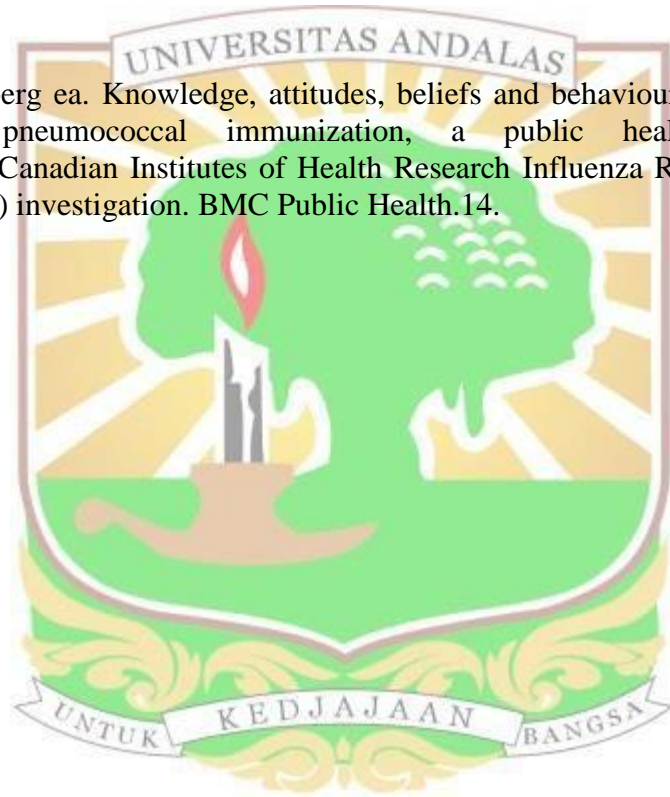 UNIVERSITAS ANDALAS
erg ea. Knowledge, attitudes, beliefs and behaviour
pneumococcal immunization, a public heal
Canadian Institutes of Health Research Influenza R
) investigation. BMC Public Health.14.
UNTUK KEDJAJAAN BANGSA